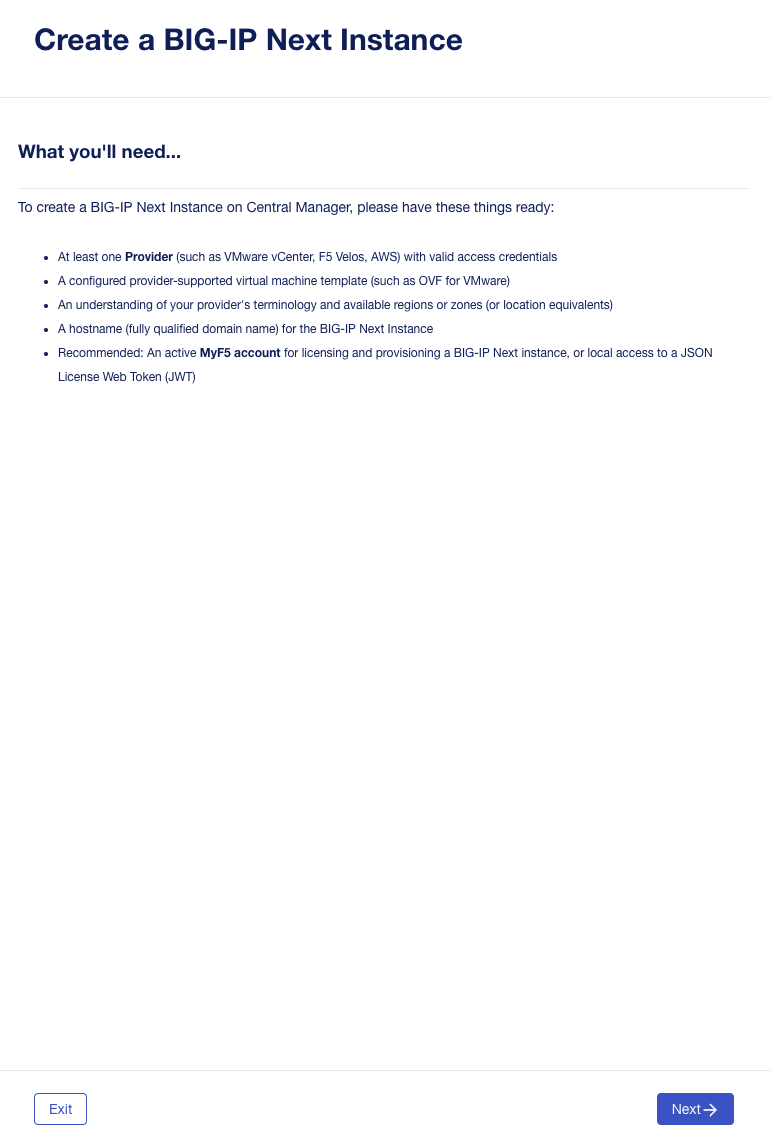 Create a BIG-IP Next Instance
What you'll need...
To create a BIG-IP Next Instance on Central Manager, please have these things ready:
• At least one Provider (such as VMware vCenter, F5 Velos, AWS) with valid access credentials
• A configured provider-supported virtual machine template (such as OVF for VMware)
• An understanding of your provider's terminology and available regions or zones (or location equivalents)
• A hostname (fully qualified domain name) for the BIG-IP Next Instance
• Recommended: An active MyF5 account for licensing and provisioning a BIG-IP Next instance, or local access to a JSON
License Web Token (JWT)
Exit
Next→